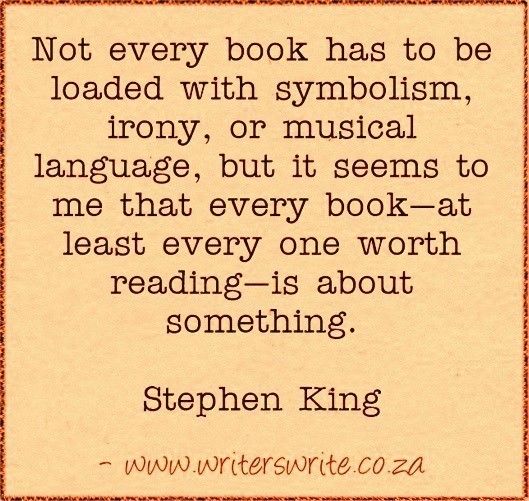 Not every book has to be
loaded with symbolism,
irony, or musical
language, but it seems to
me that every book—at
least every one worth
reading—is about
something.
Stephen King
- www.writerswrite.co.za